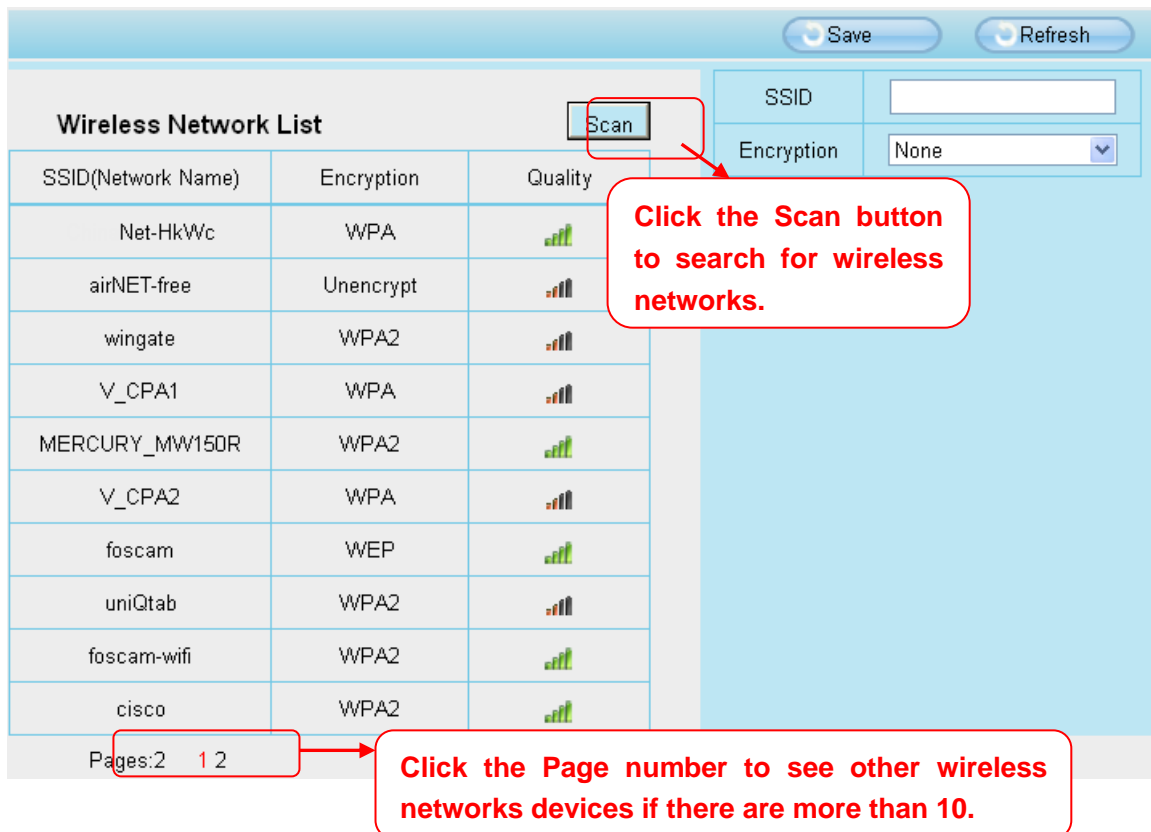 Save Refresh
SSID
Wireless Network List Scan
Encryption None
SSID(Network Name) Encryption Quality
Click the Scan button
to search for wireless
networks.
Net-HkWc WPA
airNET-free Unencrypt
wingate WPA2
V_CPA1 WPA
MERCURY_MW150R WPA2
V_CPA2 WPA
foscam WEP
uniQtab WPA2
foscam-wifi WPA2
cisco WPA2
Pages:2 1 2
Click the Page number to see other wireless
networks devices if there are more than 10.